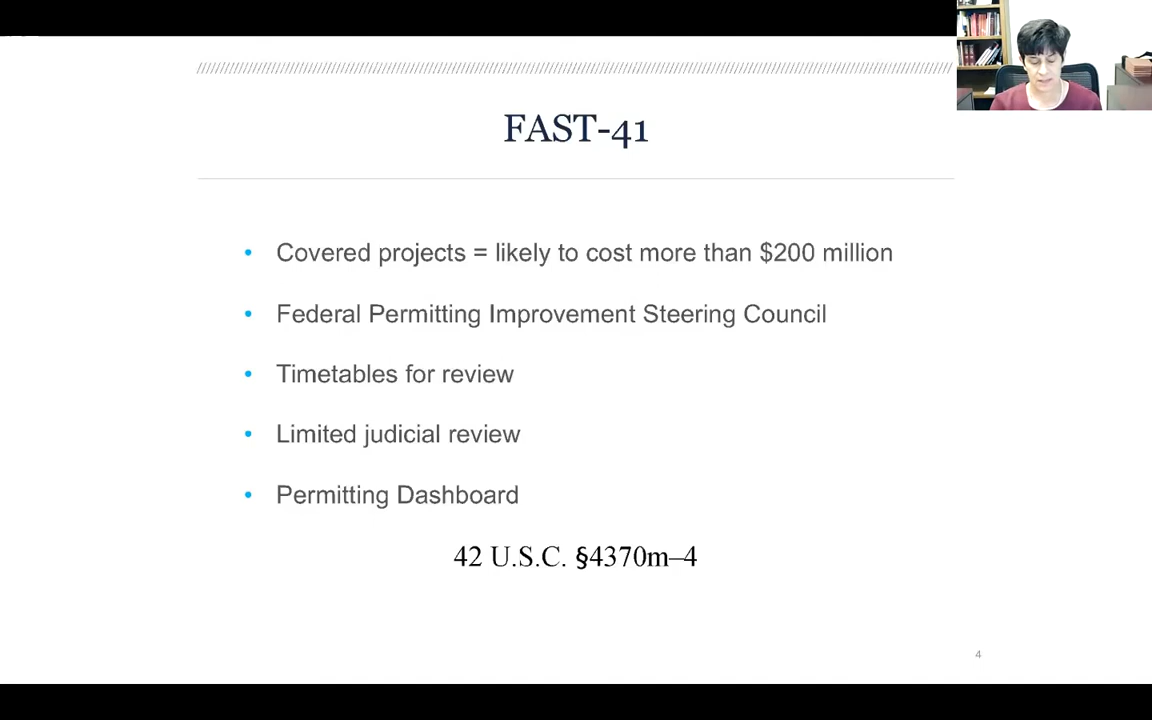 FAST-41
• Covered projects = likely to cost more than $200 million
• Federal Permitting Improvement Steering Council
• Timetables for review
• Limited judicial review
• Permitting Dashboard
42 U.S.C. §4370m–4
4